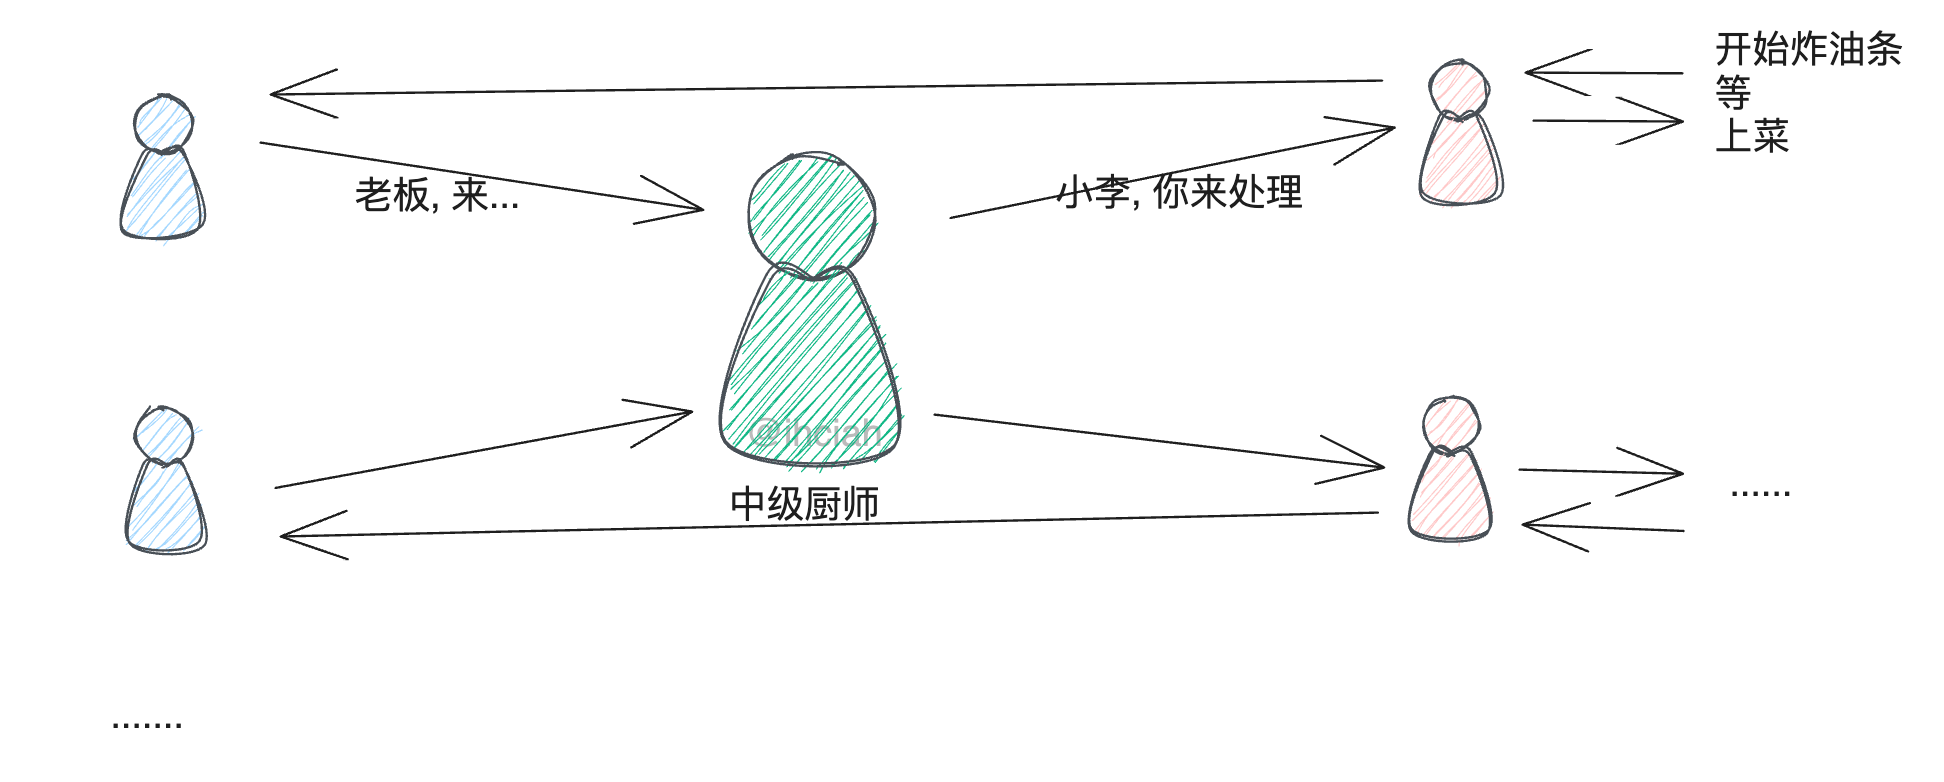 开始炸油条
等
上菜
老板, 来...
小李, 你来处理
@ihciah
中级厨师
......
.......